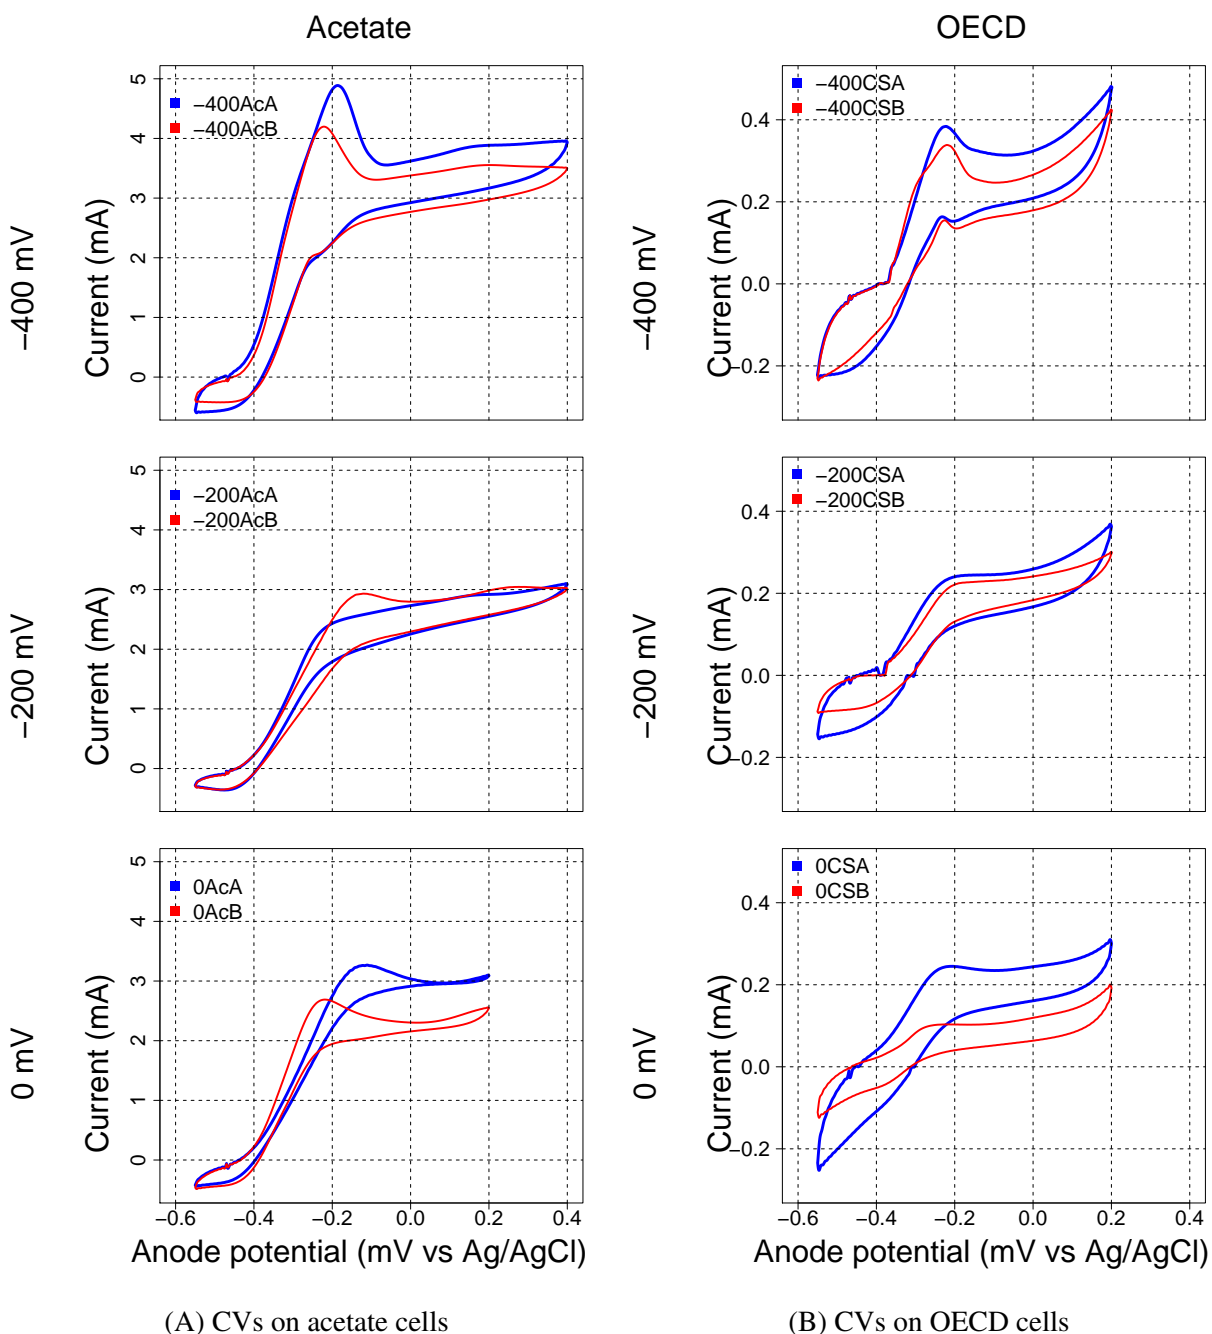 Acetate
OECD
−400 mV
Current (mA)
5
4
3
2
1
0
−400AcA
−400AcB
−400 mV
Current (mA)
0.4
0.2
0.0
−0.2
−400CSA
−400CSB
−200 mV
Current (mA)
5
4
3
2
1
0
−200AcA
−200AcB
−200 mV
Current (mA)
0.4
0.2
0.0
−0.2
−200CSA
−200CSB
0 mV
Current (mA)
5
4
3
2
1
0
0AcA
0AcB
−0.6 −0.4 −0.2 0.0 0.2 0.4
Anode potential (mV vs Ag/AgCl)
0 mV
Current (mA)
0.4
0.2
0.0
−0.2
0CSA
0CSB
−0.6 −0.4 −0.2 0.0 0.2 0.4
Anode potential (mV vs Ag/AgCl)
(A) CVs on acetate cells
(B) CVs on OECD cells